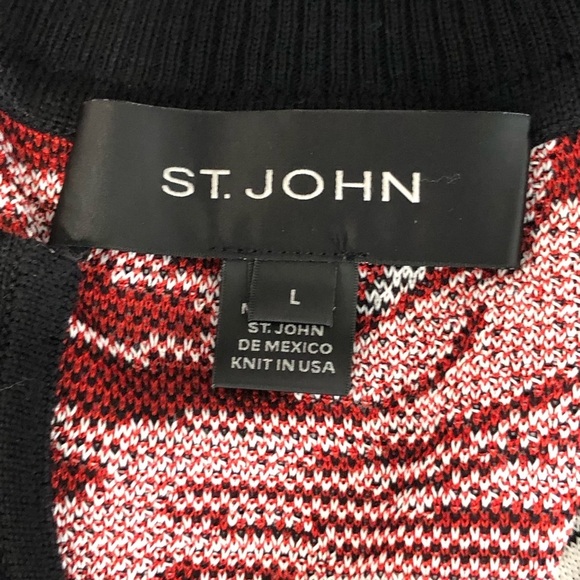 ST. JOHN
L
ST. JOHN
DE MEXICO
KNIT IN USA